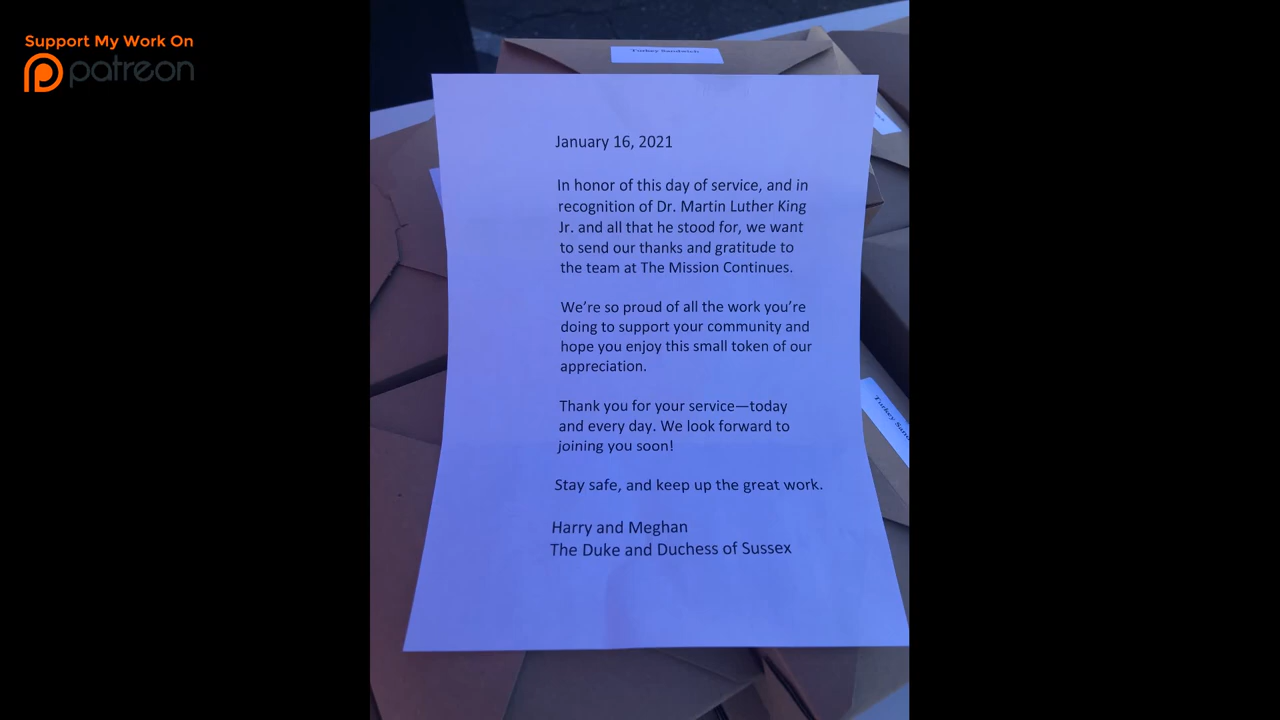 Support My Work On
patreon
Turkey Sandwich
January 16, 2021
In honor of this day of service, and in
recognition of Dr. Martin Luther King
Jr. and all that he stood for, we want
to send our thanks and gratitude to
the team at The Mission Continues.
We're so proud of all the work you're
doing to support your community and
hope you enjoy this small token of our
appreciation.
Thank you for your service—today
and every day. We look forward to
joining you soon!
Stay safe, and keep up the great work.
Harry and Meghan
The Duke and Duchess of Sussex
Turkey